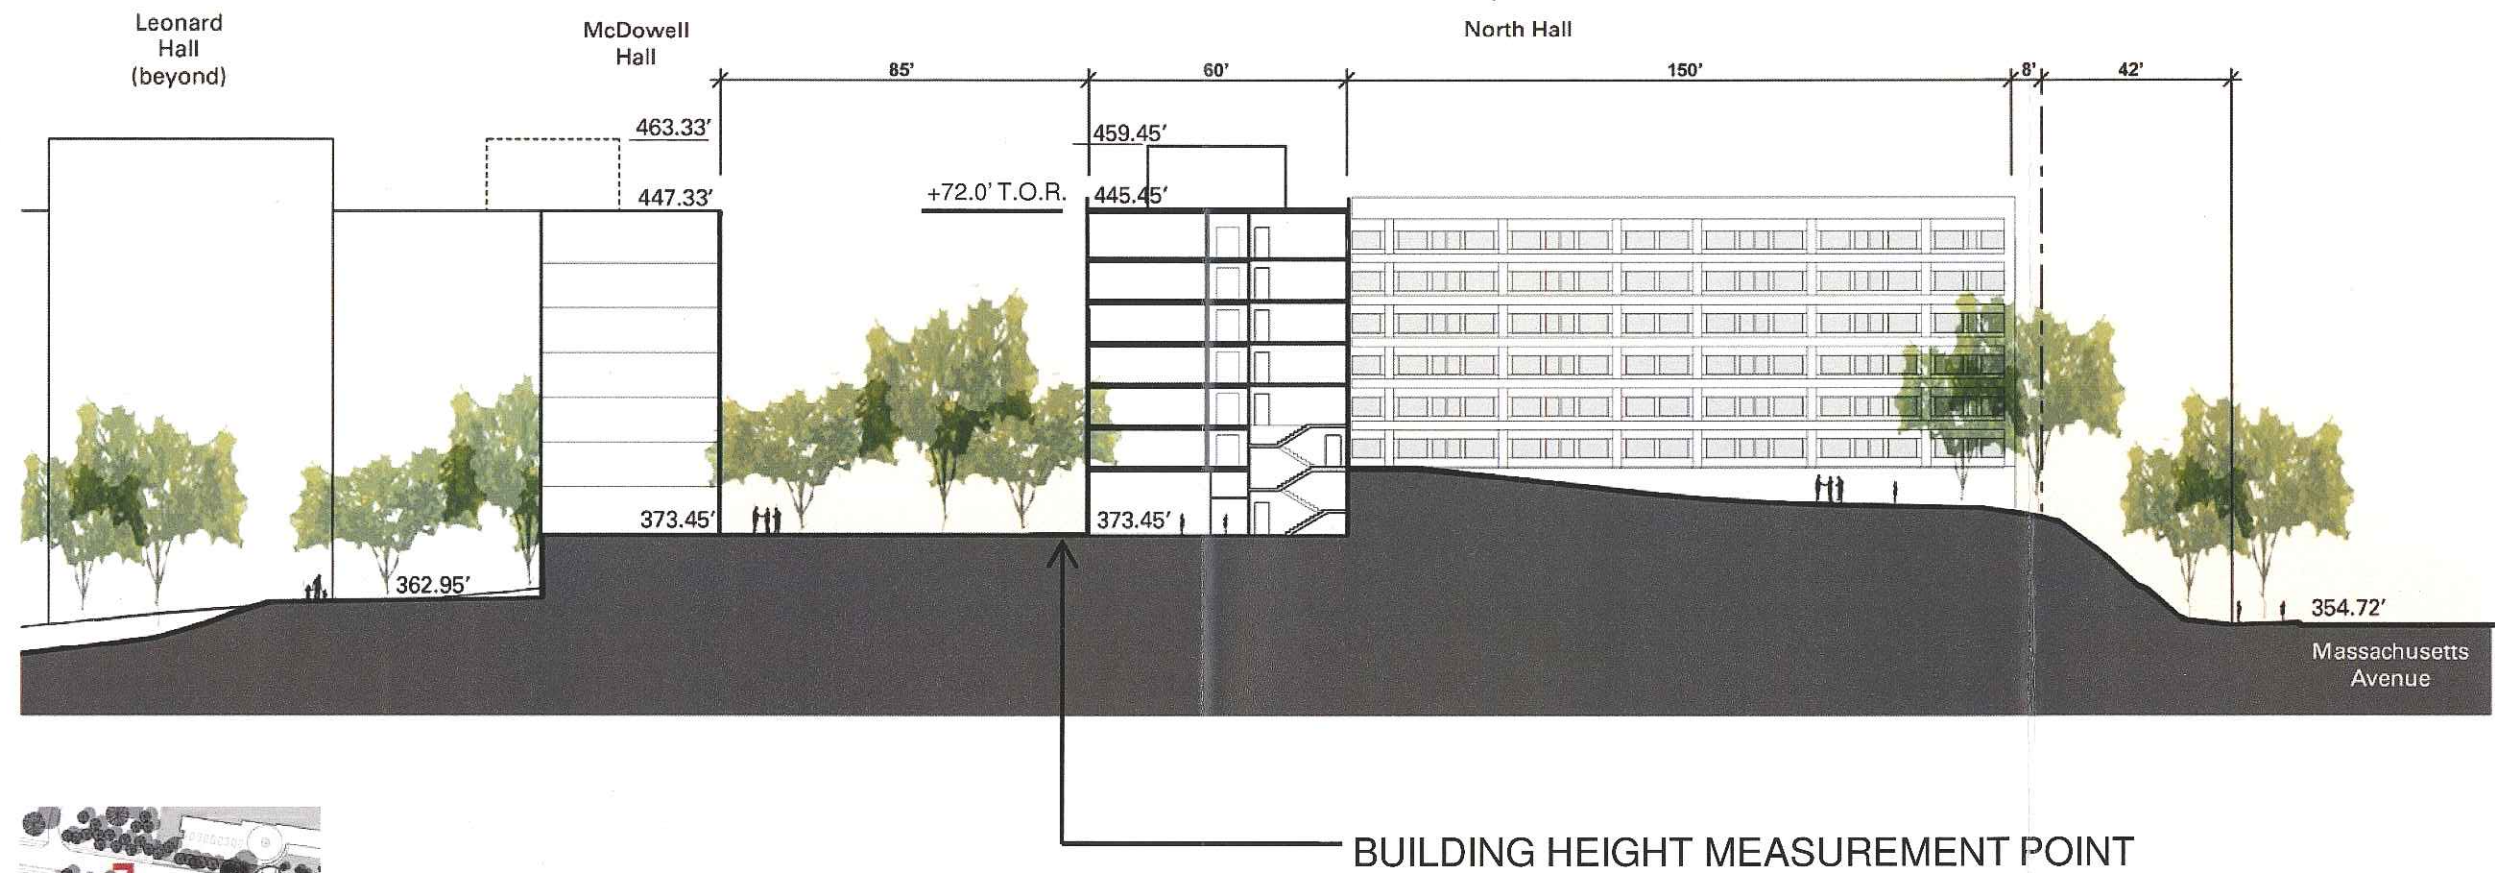 Leonard
Hall
(beyond)
McDowell
Hall
North Hall
85'
60'
150'
8'
42'
463.33'
459.45'
447.33'
+72.0' T.O.R.
445.45'
373.45'
373.45'
362.95'
354.72'
Massachusetts
Avenue
BUILDING HEIGHT MEASUREMENT POINT